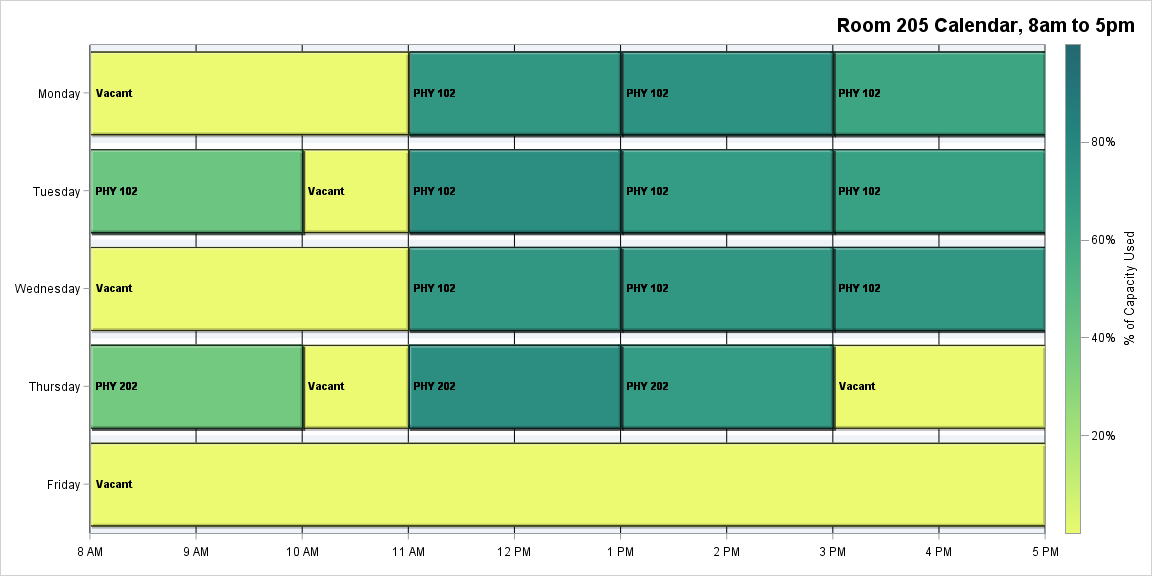 Room 205 Calendar, 8am to 5pm
Monday
Vacant
PHY 102
PHY 102
PHY 102
Tuesday
PHY 102
Vacant
PHY 102
PHY 102
PHY 102
Wednesday
Vacant
PHY 102
PHY 102
PHY 102
Thursday
PHY 202
Vacant
PHY 202
PHY 202
Vacant
Friday
Vacant
8 AM
9 AM
10 AM
11 AM
12 PM
1 PM
2 PM
3 PM
4 PM
5 PM
80%
60%
40%
20%
% of Capacity Used